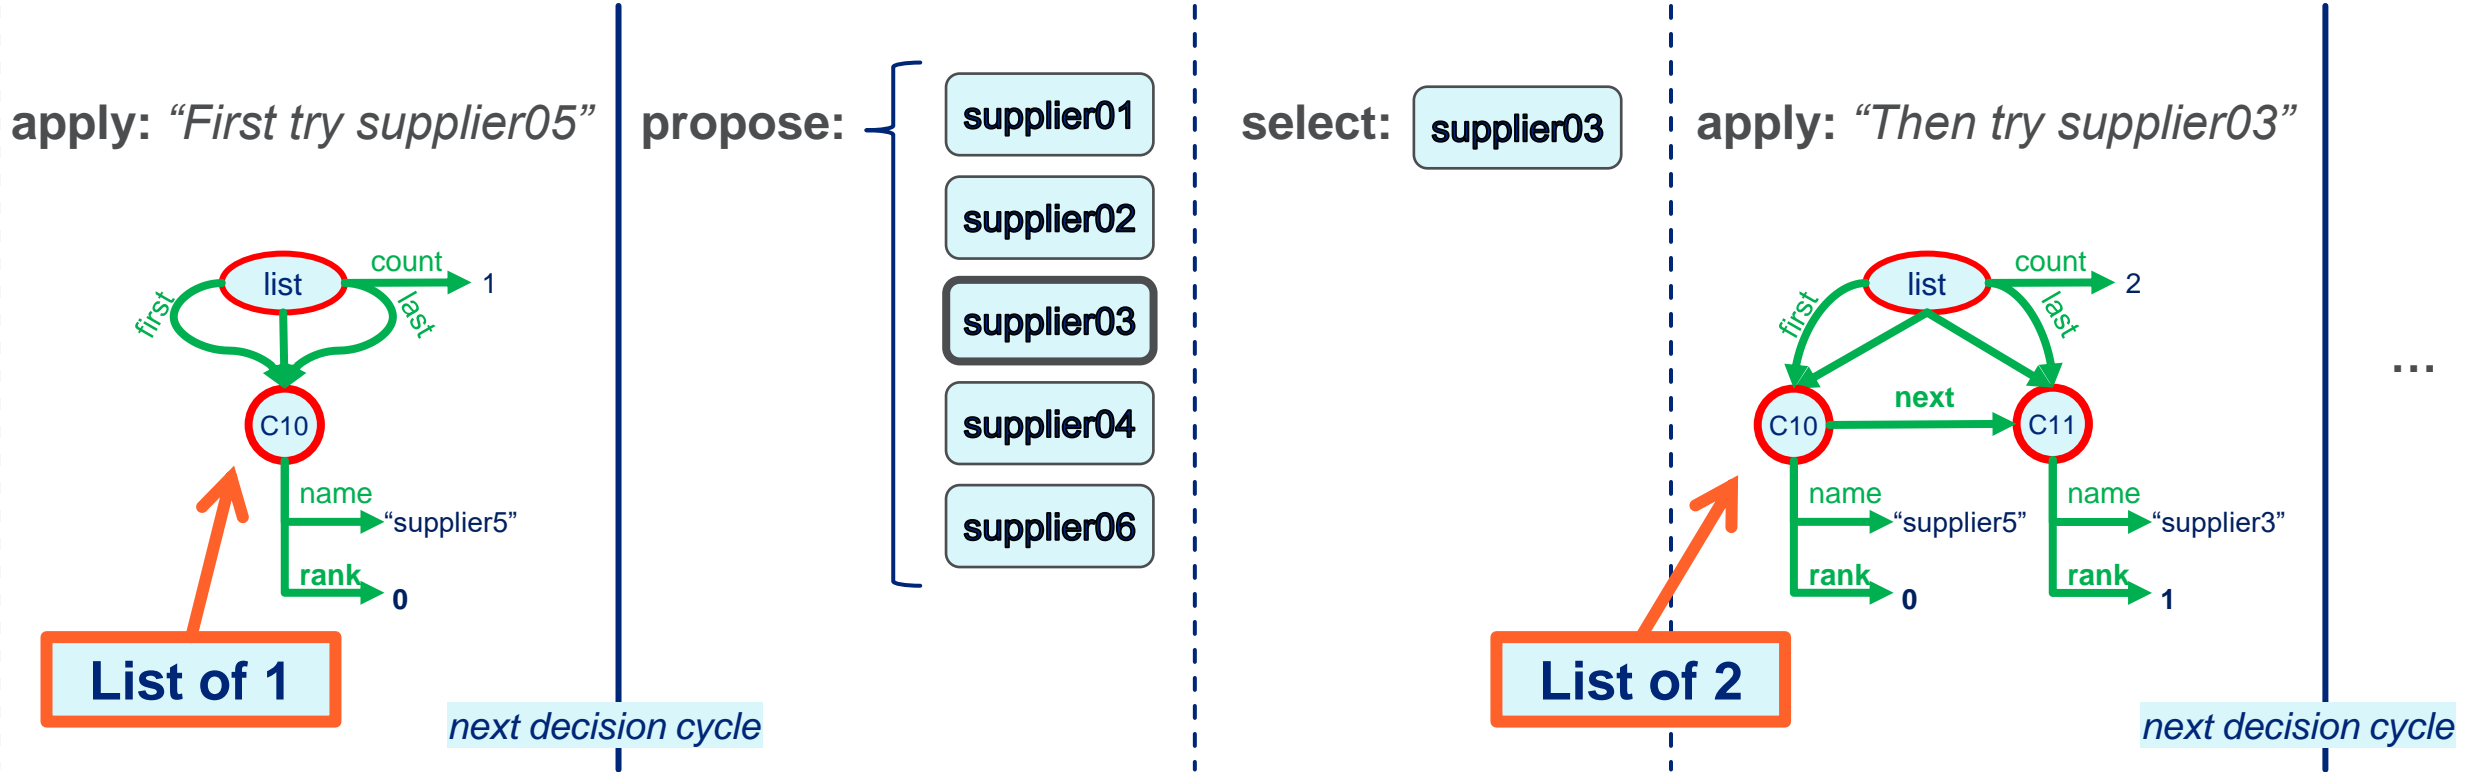 apply: “First try supplier05”
list
count
1
first
last
C10
name
“supplier5”
rank
0
List of 1
next decision cycle
propose:
supplier01
supplier02
supplier03
supplier04
supplier06
select:
supplier03
apply: “Then try supplier03”
list
count
2
first
last
C10
next
C11
name
“supplier5”
name
“supplier3”
rank
0
rank
1
List of 2
next decision cycle
...